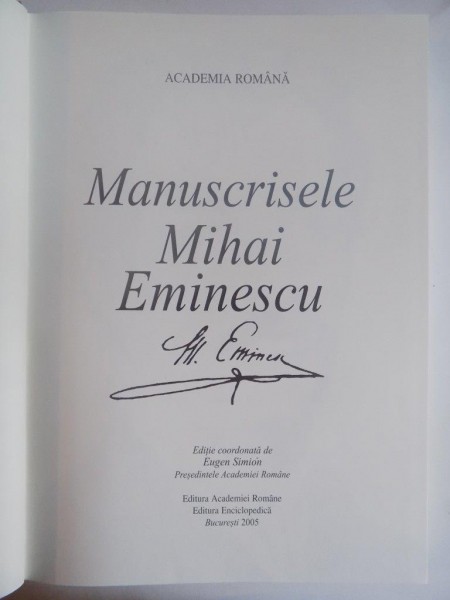 ACADEMIA ROMÂNĂ
Manuscrisele
Mihai
Eminescu
M. Eminescu
Ediție coordonată de
Eugen Simion
Președintele Academiei Române
Editura Academiei Române
Editura Enciclopedică
București 2005